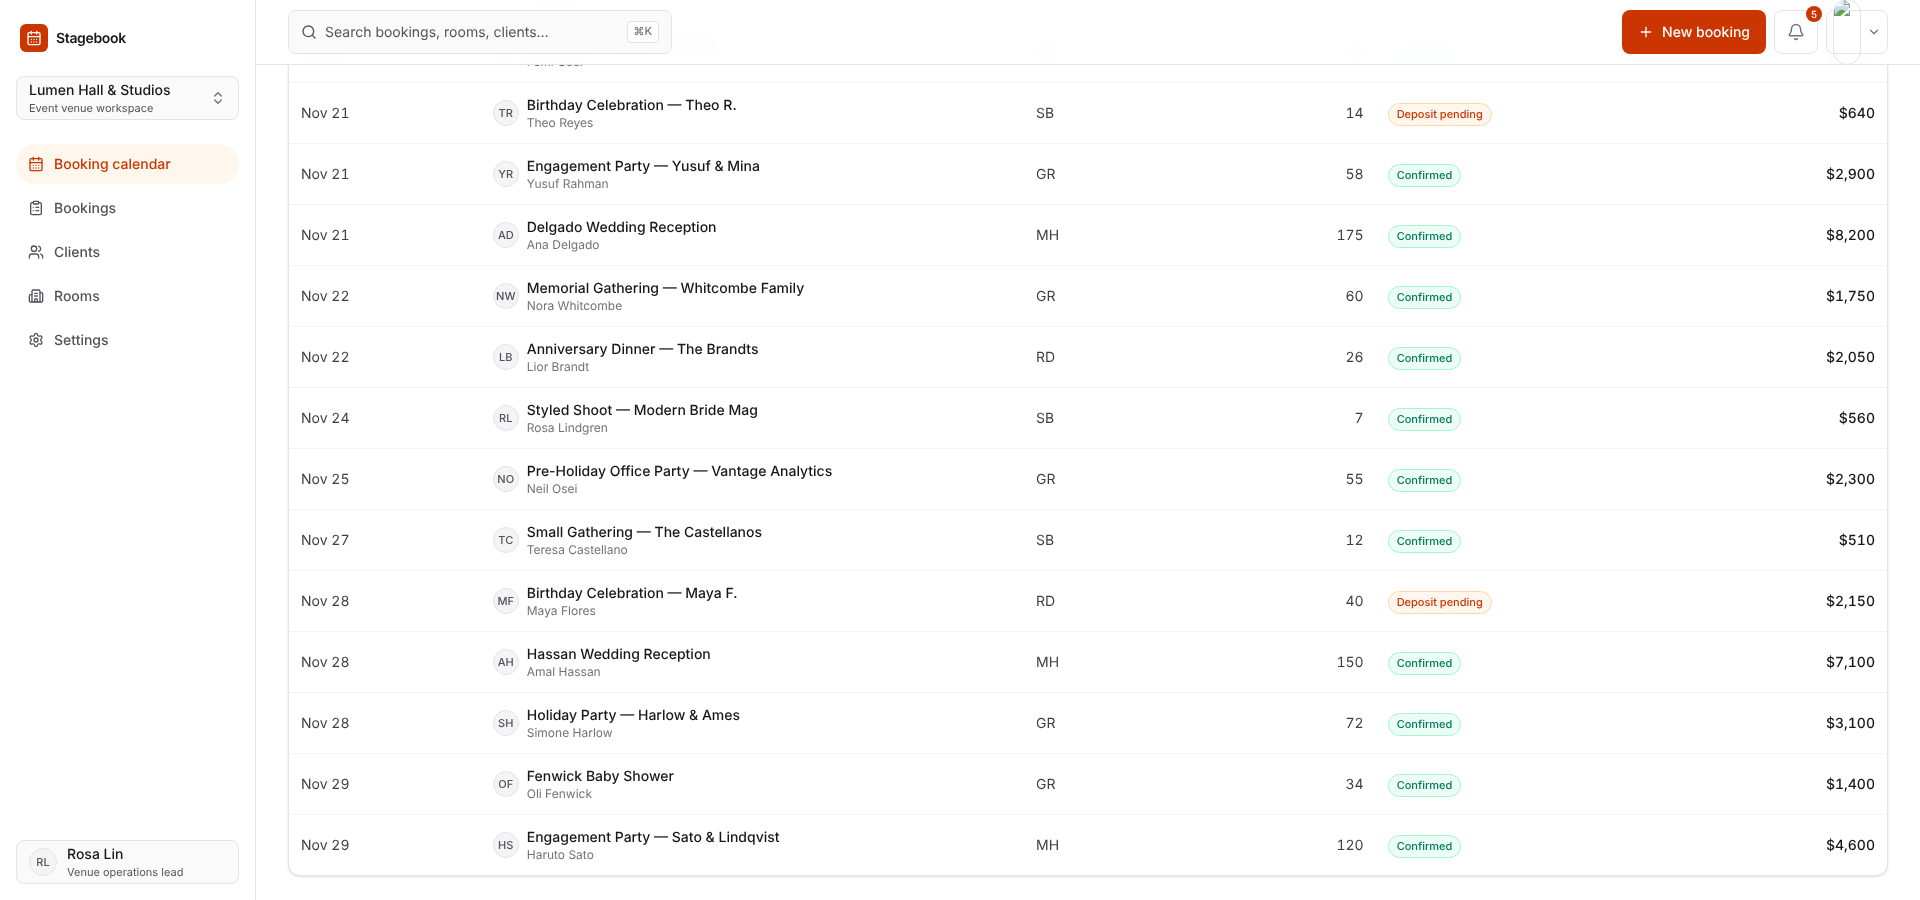 Stagebook
Search bookings, rooms, clients...
⌘K
New booking
5
Lumen Hall & Studios
Event venue workspace
Booking calendar
Bookings
Clients
Rooms
Settings
RL
Rosa Lin
Venue operations lead
Nov 21 TR Birthday Celebration — Theo R. SB 14 Deposit pending $640
Theo Reyes
Nov 21 YR Engagement Party — Yusuf & Mina GR 58 Confirmed $2,900
Yusuf Rahman
Nov 21 AD Delgado Wedding Reception MH 175 Confirmed $8,200
Ana Delgado
Nov 22 NW Memorial Gathering — Whitcombe Family GR 60 Confirmed $1,750
Nora Whitcombe
Nov 22 LB Anniversary Dinner — The Brandts RD 26 Confirmed $2,050
Lior Brandt
Nov 24 RL Styled Shoot — Modern Bride Mag SB 7 Confirmed $560
Rosa Lindgren
Nov 25 NO Pre-Holiday Office Party — Vantage Analytics GR 55 Confirmed $2,300
Neil Osei
Nov 27 TC Small Gathering — The Castellanos SB 12 Confirmed $510
Teresa Castellano
Nov 28 MF Birthday Celebration — Maya F. RD 40 Deposit pending $2,150
Maya Flores
Nov 28 AH Hassan Wedding Reception MH 150 Confirmed $7,100
Amal Hassan
Nov 28 SH Holiday Party — Harlow & Ames GR 72 Confirmed $3,100
Simone Harlow
Nov 29 OF Fenwick Baby Shower GR 34 Confirmed $1,400
Oli Fenwick
Nov 29 HS Engagement Party — Sato & Lindqvist MH 120 Confirmed $4,600
Haruto Sato